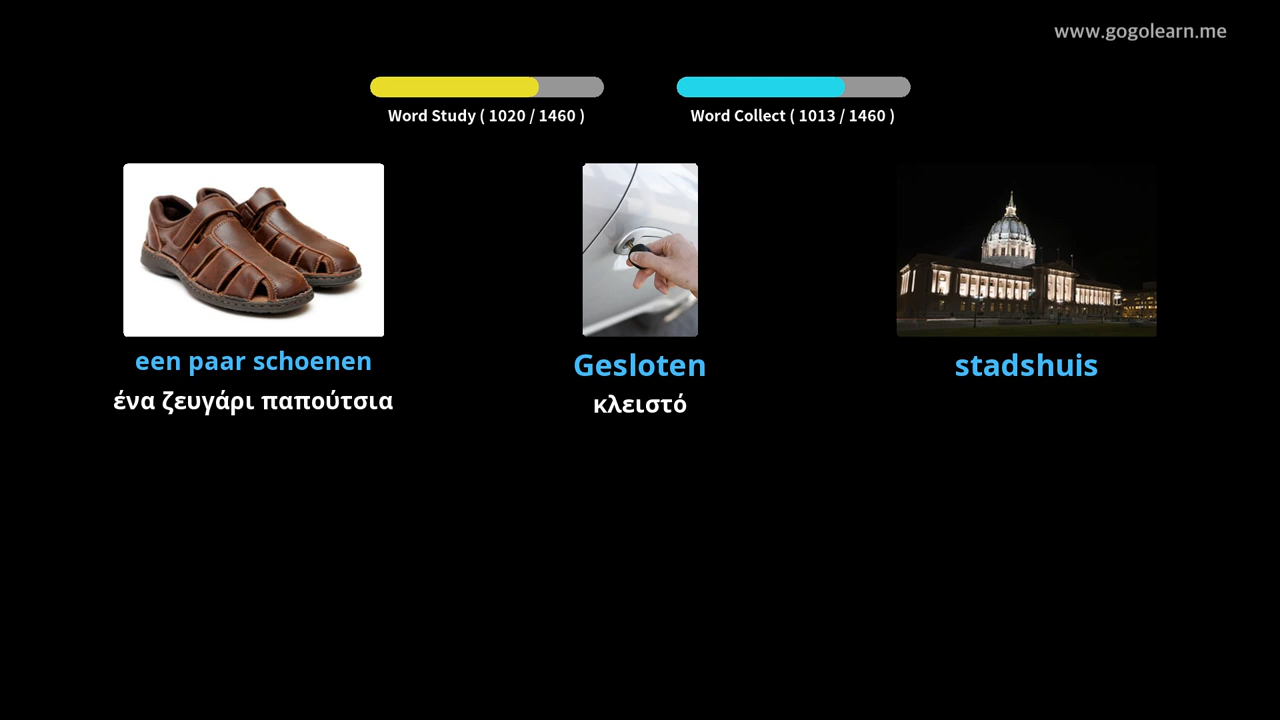 www.gogolearn.me
Word Study ( 1020 / 1460 )
Word Collect ( 1013 / 1460 )
een paar schoenen
ένα ζευγάρι παπούτσια
Gesloten
κλειστό
stadshuis